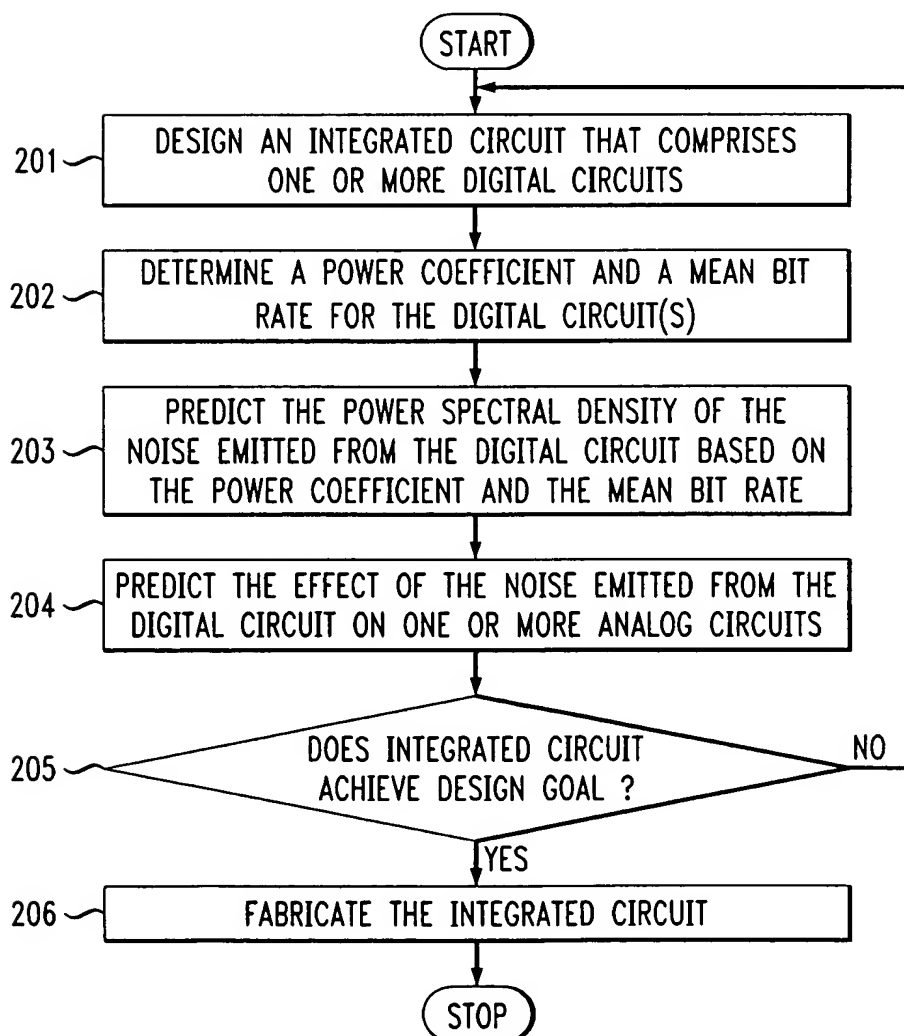 START
201
DESIGN AN INTEGRATED CIRCUIT THAT COMPRISES
ONE OR MORE DIGITAL CIRCUITS
202
DETERMINE A POWER COEFFICIENT AND A MEAN BIT
RATE FOR THE DIGITAL CIRCUIT(S)
203
PREDICT THE POWER SPECTRAL DENSITY OF THE
NOISE EMITTED FROM THE DIGITAL CIRCUIT BASED ON
THE POWER COEFFICIENT AND THE MEAN BIT RATE
204
PREDICT THE EFFECT OF THE NOISE EMITTED FROM THE
DIGITAL CIRCUIT ON ONE OR MORE ANALOG CIRCUITS
205
DOES INTEGRATED CIRCUIT
ACHIEVE DESIGN GOAL ?
NO
YES
206
FABRICATE THE INTEGRATED CIRCUIT
STOP